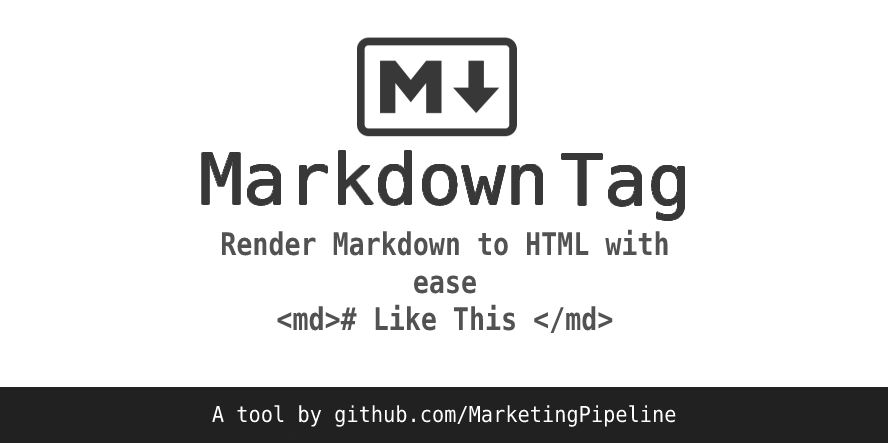 M↓
Markdown Tag
Render Markdown to HTML with
ease
<md># Like This </md>
A tool by github.com/MarketingPipeline